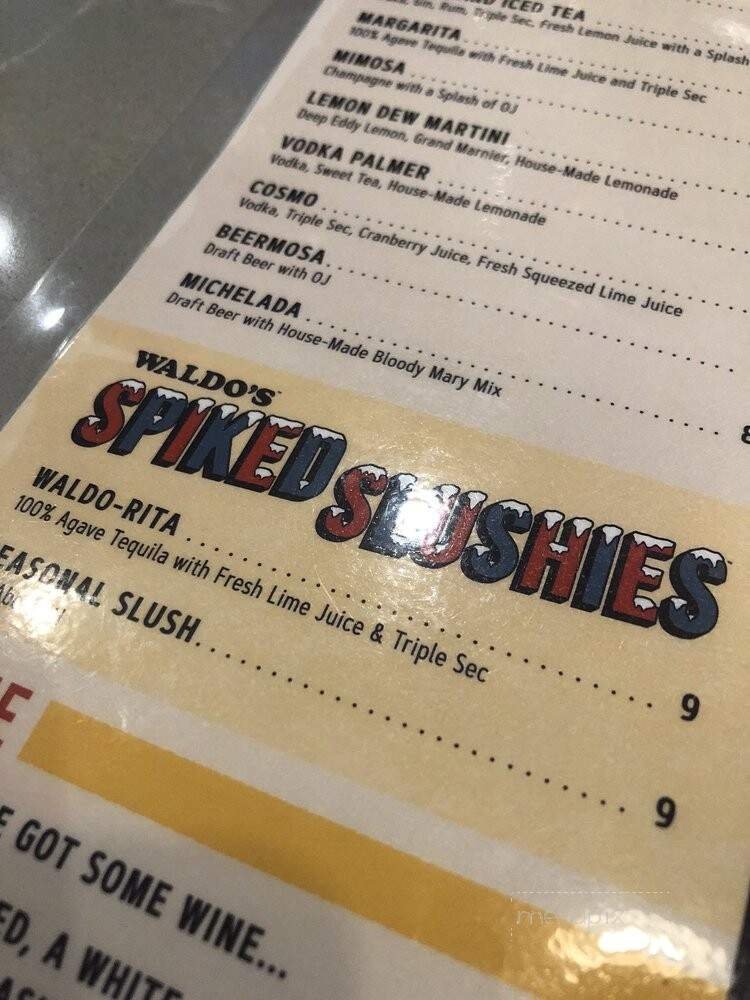 ICED TEA
Gin, Rum, Triple Sec, Fresh Lemon Juice with a Splash
MARGARITA
100% Agave Tequila with Fresh Lime Juice and Triple Sec
MIMOSA
Champagne with a Splash of OJ
LEMON DEW MARTINI
Deep Eddy Lemon, Grand Marnier, House-Made Lemonade
VODKA PALMER
Vodka, Sweet Tea, House-Made Lemonade
COSMO
Vodka, Triple Sec, Cranberry Juice, Fresh Squeezed Lime Juice
BEERMOSA
Draft Beer with OJ
MICHELADA
Draft Beer with House-Made Bloody Mary Mix
WALDO'S
SPIKED SLUSHIES™
WALDO-RITA 9
100% Agave Tequila with Fresh Lime Juice & Triple Sec
EASONAL SLUSH 9
E GOT SOME WINE...
ED, A WHITE